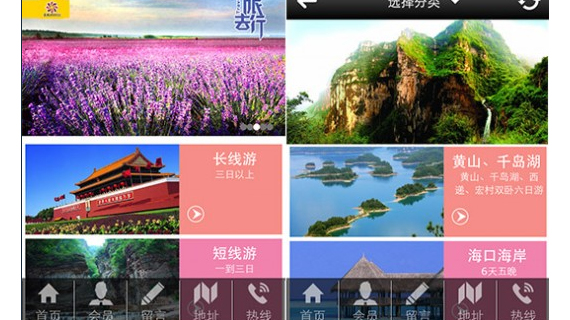 旅
去行
长线游
三日以上
短线游
一到三日
首页
会员
留言
地址
热线
选择分类
黄山、千岛湖
黄山、千岛湖、西
递、宏村双卧六日游
海口海岸
6天五晚
首页
会员
留言
地址
热线